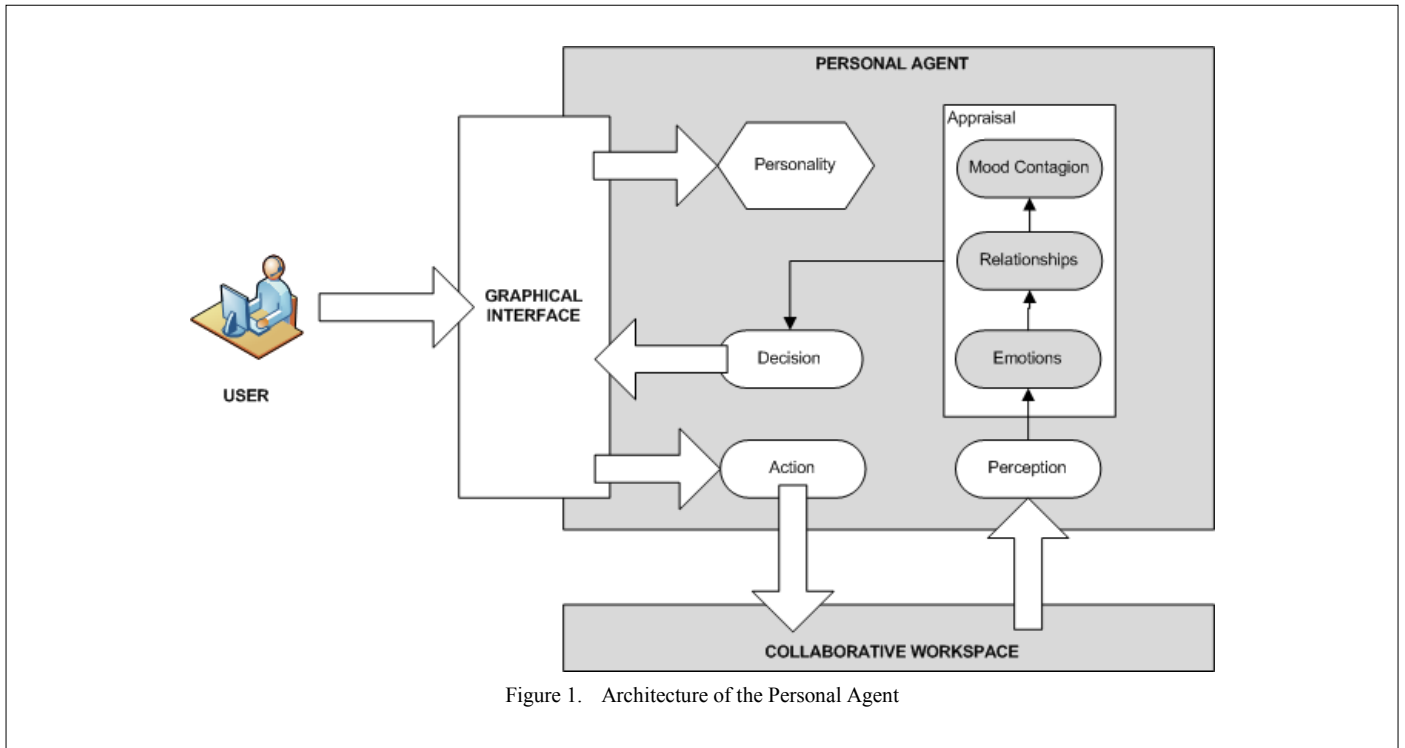 PERSONAL AGENT
Appraisal
Personality
Mood Contagion
Relationships
GRAPHICAL
INTERFACE
Decision
Emotions
USER
Action
Perception
COLLABORATIVE WORKSPACE
Figure 1. Architecture of the Personal Agent